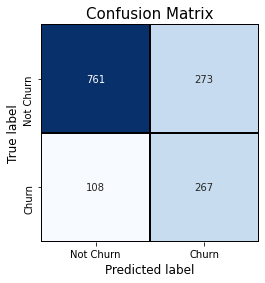 Confusion Matrix
True label
Not Churn
761
273
Churn
108
267
Not Churn
Churn
Predicted label